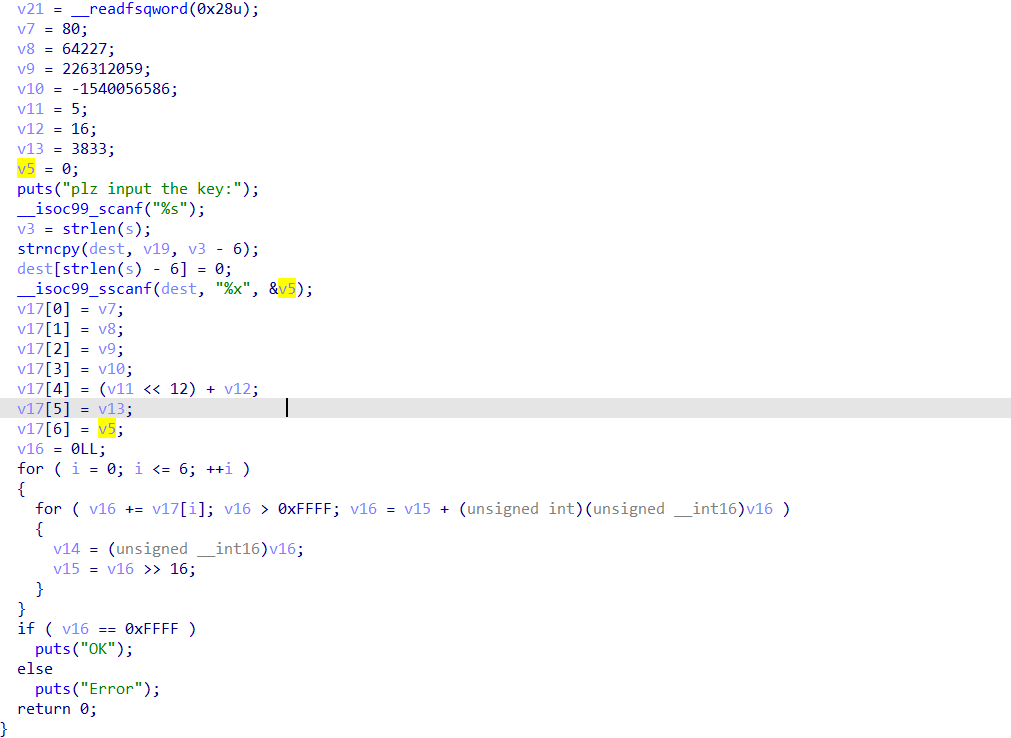 v21 = __readfsqword(0x28u);
v7 = 80;
v8 = 64227;
v9 = 226312059;
v10 = -1540056586;
v11 = 5;
v12 = 16;
v13 = 3833;
v5 = 0;
puts("plz input the key:");
__isoc99_scanf("%s");
v3 = strlen(s);
strncpy(dest, v19, v3 - 6);
dest[strlen(s) - 6] = 0;
__isoc99_sscanf(dest, "%x", &v5);
v17[0] = v7;
v17[1] = v8;
v17[2] = v9;
v17[3] = v10;
v17[4] = (v11 << 12) + v12;
v17[5] = v13;
v17[6] = v5;
v16 = 0LL;
for ( i = 0; i <= 6; ++i )
{
for ( v16 += v17[i]; v16 > 0xFFFF; v16 = v15 + (unsigned int)(unsigned __int16)v16 )
{
v14 = (unsigned __int16)v16;
v15 = v16 >> 16;
}
}
if ( v16 == 0xFFFF )
puts("OK");
else
puts("Error");
return 0;
}